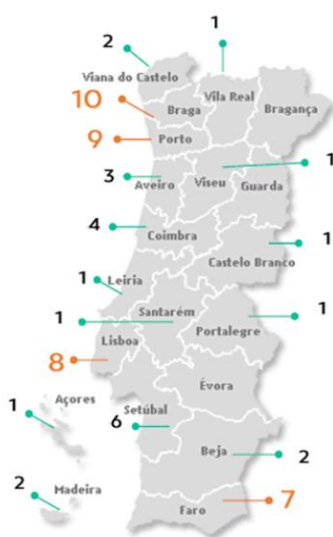 2
1
Viana do Castelo
Vila Real
Bragança
10
Braga
9
Porto
1
3
Aveiro
Viseu
Guarda
4
Coimbra
1
Castelo Branco
1
Leiria
1
Santarém
1
Portalegre
Lisboa
8
Évora
Açores
1
Setúbal
6
Beja
2
2
Madeira
Faro
7